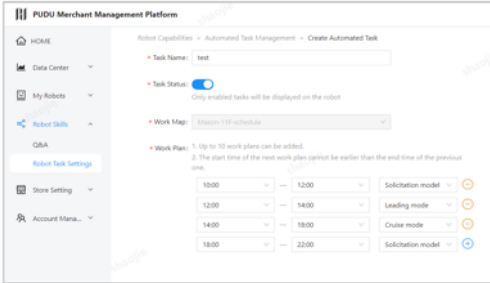 PUDU Merchant Management Platform
HOME
Data Center
My Robots
Robot Skills
Q&A
Robot Task Settings
Store Setting
Account Mana...
Robot Capabilities > Automated Task Management > Create Automated Task
* Task Name: test
* Task Status:
Only enabled tasks will be displayed on the robot
* Work Map: Maxon-11F-schedule
* Work Plan: 1. Up to 10 work plans can be added.
2. The start time of the next work plan cannot be earlier than the end time of the previous
one.
10:00 — 12:00 Solicitation model
12:00 — 14:00 Leading mode
14:00 — 18:00 Cruise mode
18:00 — 22:00 Solicitation model